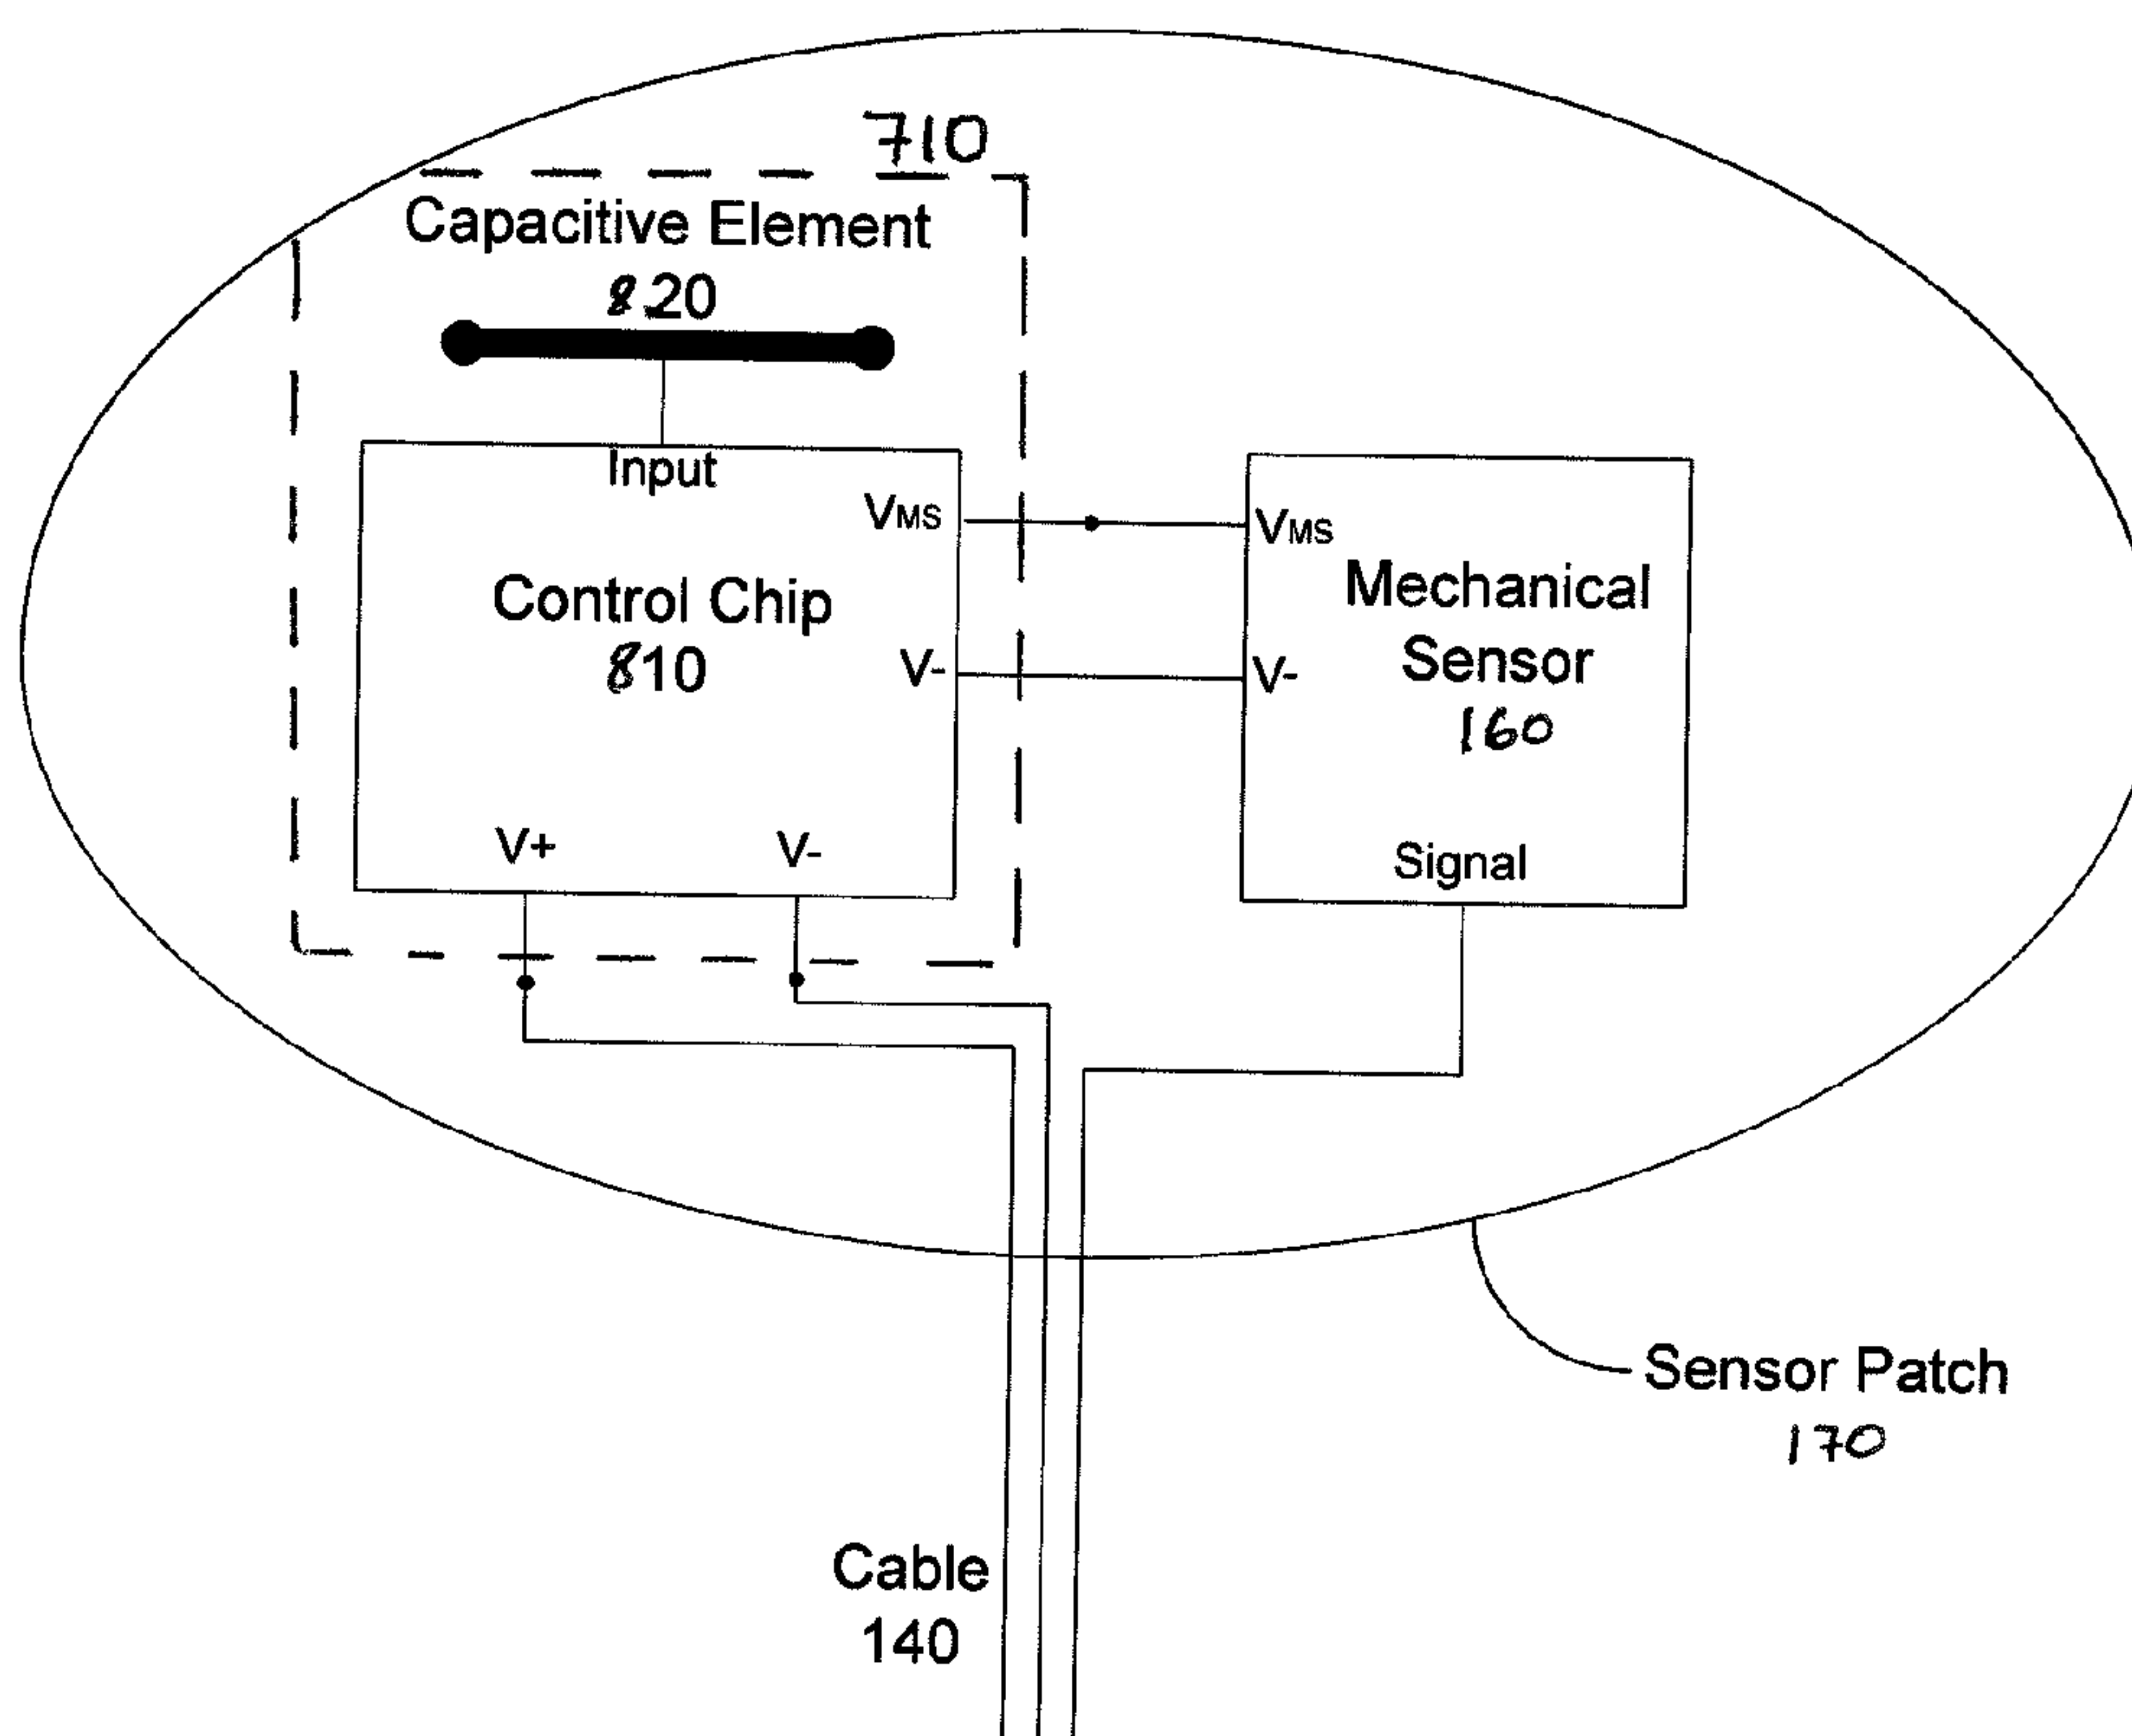 710
Capacitive Element
820
Input
VMS
VMS
Control Chip
810
Mechanical
Sensor
160
V-
V-
V+
V-
Signal
Sensor Patch
170
Cable
140